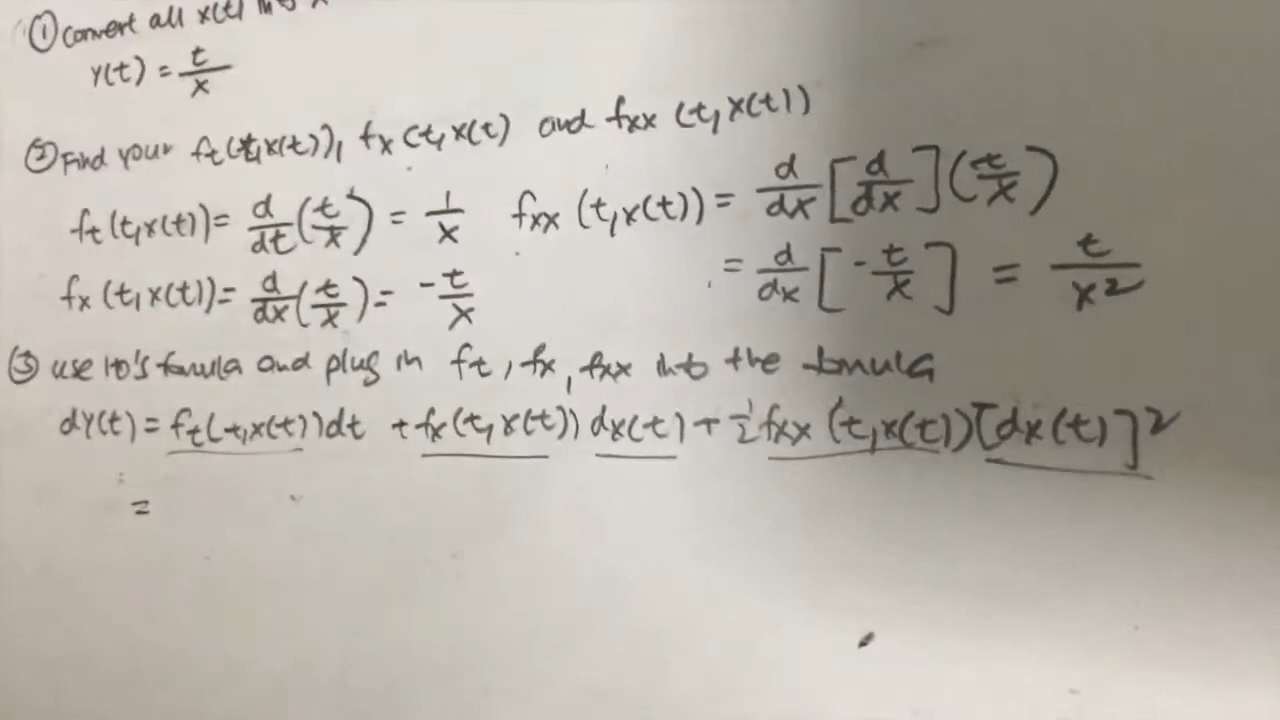 ① Convert all x(t) into x
Y(t) = t/x
② Find your ft(t,x(t)), fx(t,x(t) and fxx (t,x(t))
ft(t,x(t)) = d/dt (t/x) = 1/x fxx (t,x(t)) = d/dx [d/dx](t/x)
= d/dx [-t/x] = t/x²
fx(t,x(t)) = d/dx (t/x) = -t/x
③ use Ito's formula and plug in ft, fx, fxx into the formula
dY(t) = ft(t,x(t))dt + fx(t,x(t)) dx(t) + ½ fxx (t,x(t))[dx(t)]²
=